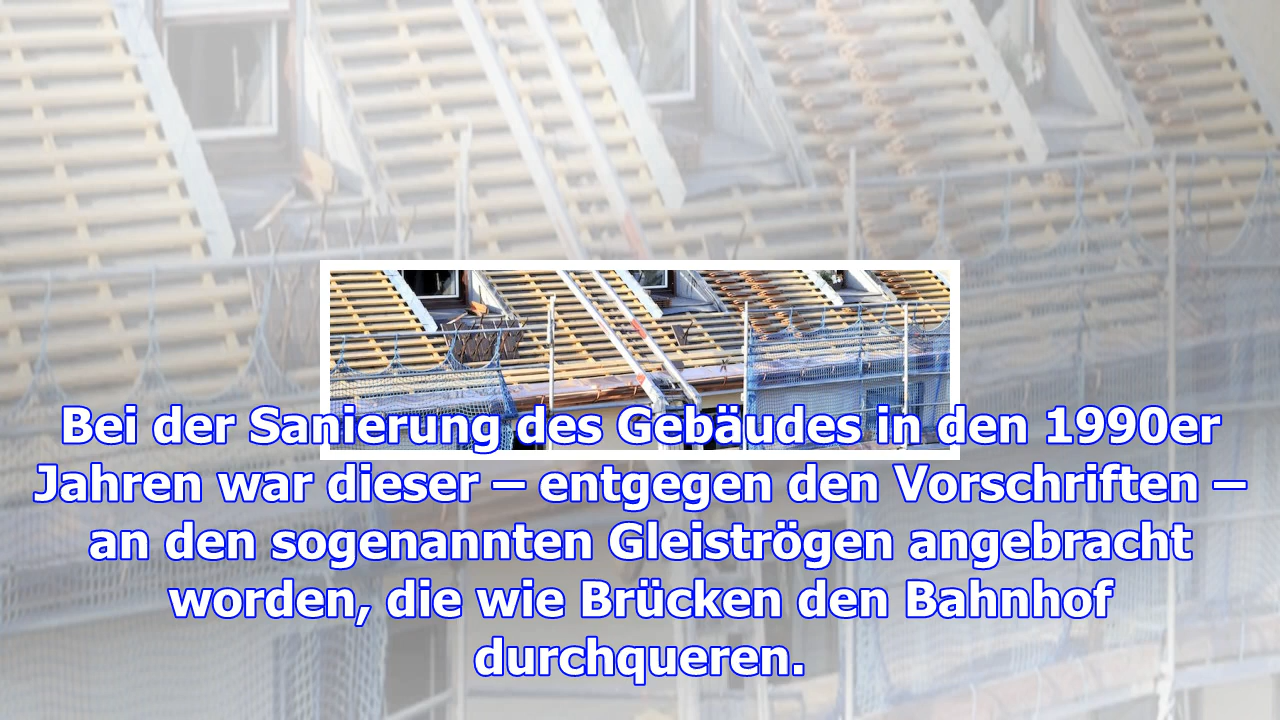 Bei der Sanierung des Gebäudes in den 1990er
Jahren war dieser – entgegen den Vorschriften –
an den sogenannten Gleiströgen angebracht
worden, die wie Brücken den Bahnhof
durchqueren.